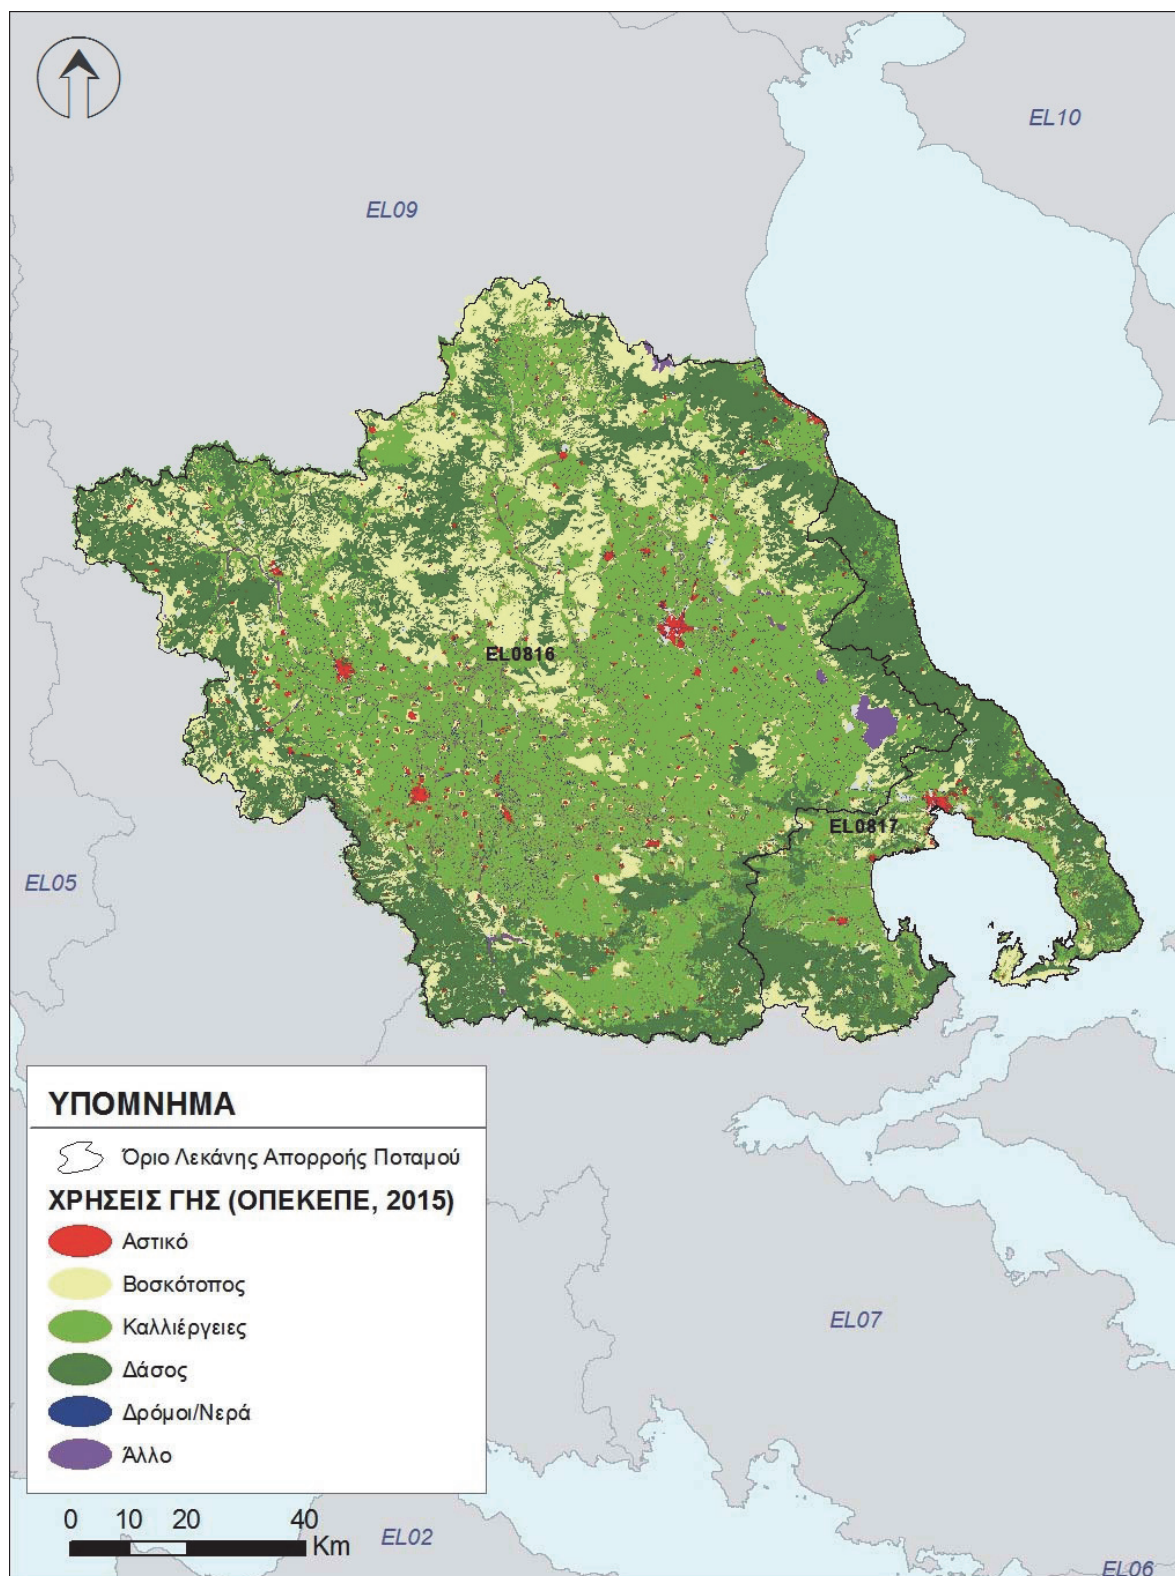 EL10
EL09
EL0816
EL0817
EL05
ΥΠΟΜΝΗΜΑ
Όριο Λεκάνης Απορροής Ποταμού
ΧΡΗΣΕΙΣ ΓΗΣ (ΟΠΕΚΕΠΕ, 2015)
Αστικό
Βοσκότοπος
Καλλιέργειες
EL07
Δάσος
Δρόμοι/Νερά
Άλλο
0 10 20 40
Km
EL02
EL06